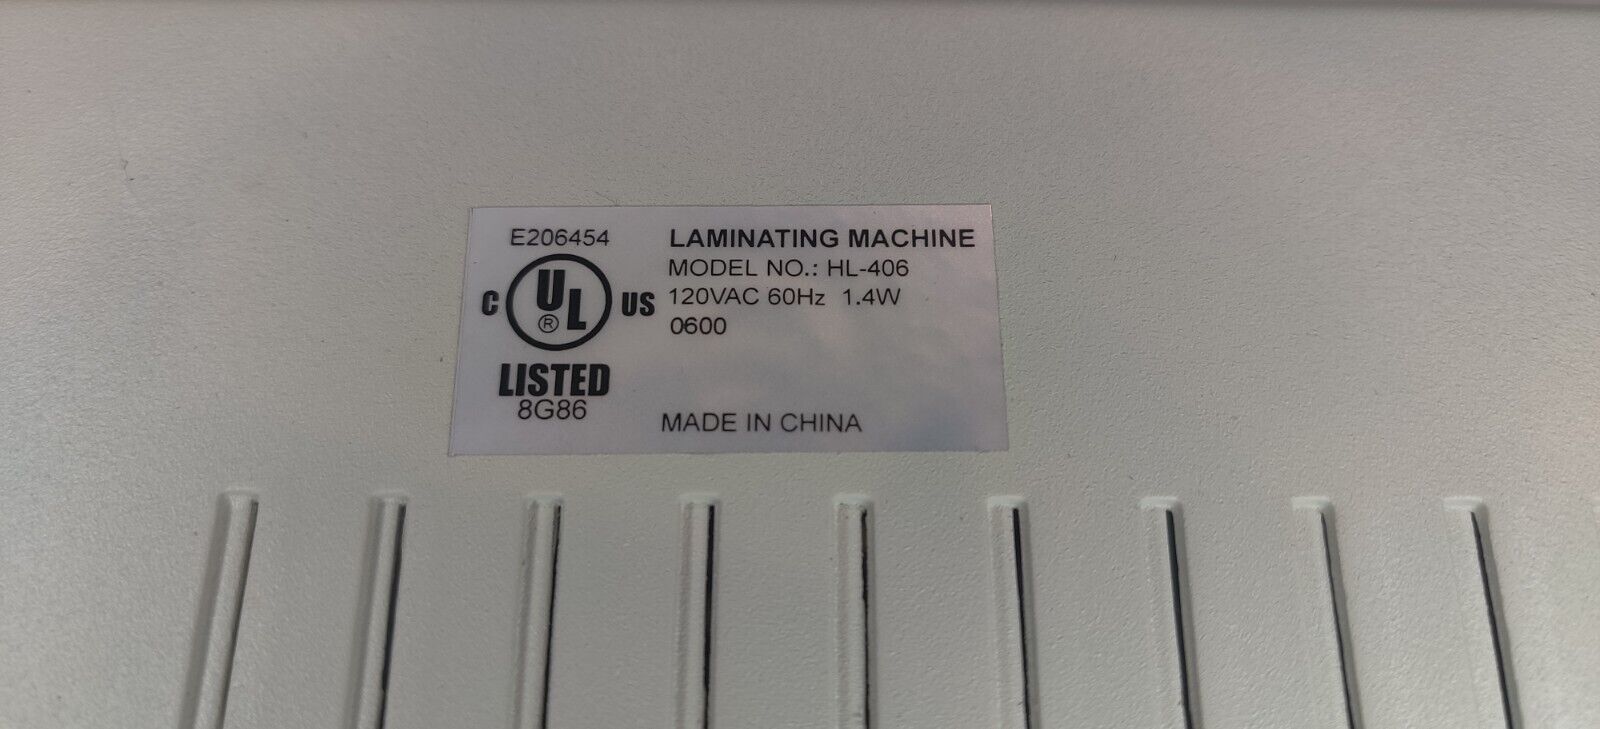 E206454
C UL ® US
LISTED
8G86
LAMINATING MACHINE
MODEL NO.: HL-406
120VAC 60Hz 1.4W
0600
MADE IN CHINA